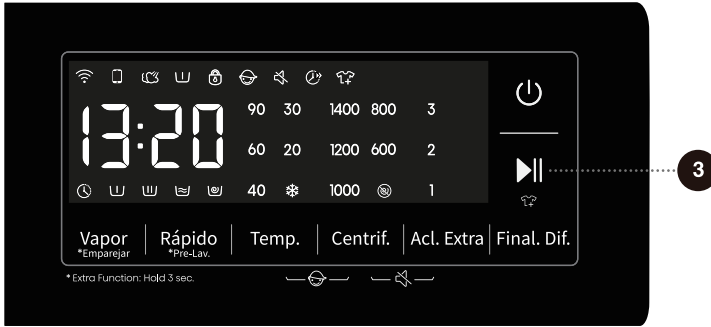 13:20
90 30 1400 800 3
60 20 1200 600 2
40 1000 1
3
Vapor Rápido Temp. Centrif. Acl. Extra Final. Dif.
*Emparejar *Pre-Lav.
* Extra Function: Hold 3 sec.